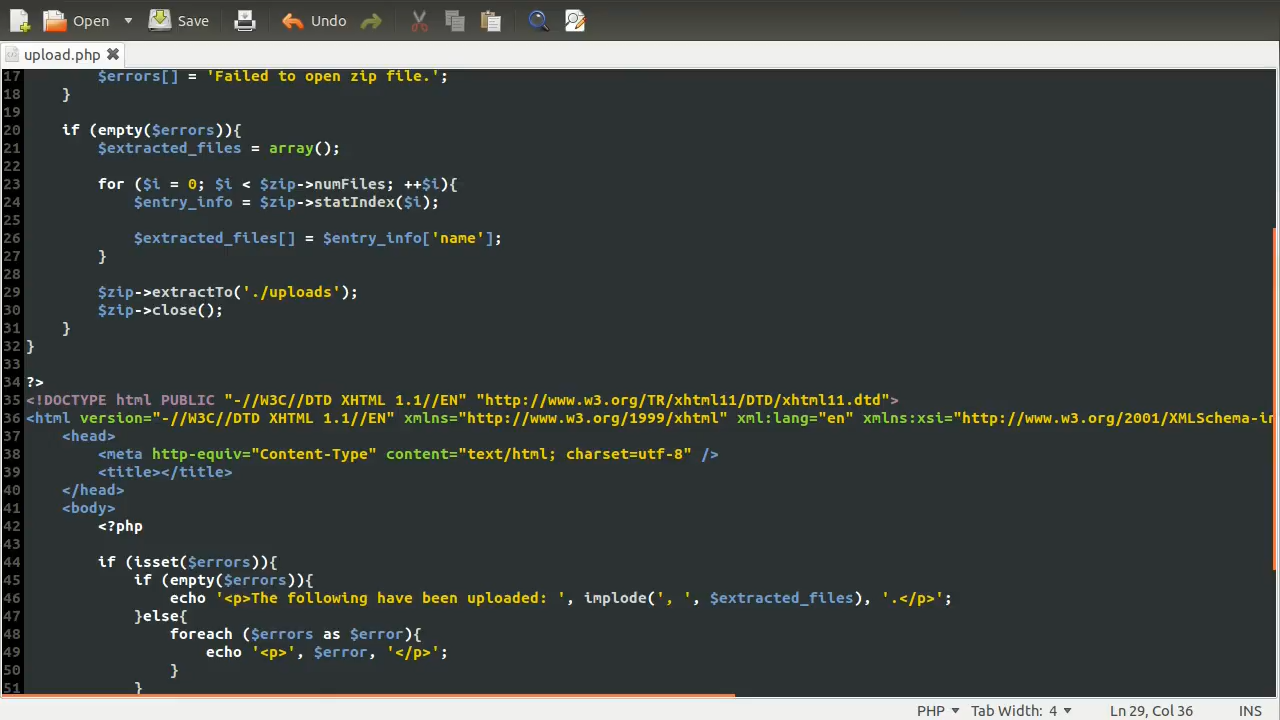 Open Save Undo
upload.php
17 $errors[] = 'Failed to open zip file.';
18 }
19
20 if (empty($errors)){
21 $extracted_files = array();
22
23 for ($i = 0; $i < $zip->numFiles; ++$i){
24 $entry_info = $zip->statIndex($i);
25
26 $extracted_files[] = $entry_info['name'];
27 }
28
29 $zip->extractTo('./uploads');
30 $zip->close();
31 }
32 }
33
34 ?>
35 <!DOCTYPE html PUBLIC "-//W3C//DTD XHTML 1.1//EN" "http://www.w3.org/TR/xhtml11/DTD/xhtml11.dtd">
36 <html version="-//W3C//DTD XHTML 1.1//EN" xmlns="http://www.w3.org/1999/xhtml" xml:lang="en" xmlns:xsi="http://www.w3.org/2001/XMLSchema-in
37 <head>
38 <meta http-equiv="Content-Type" content="text/html; charset=utf-8" />
39 <title></title>
40 </head>
41 <body>
42 <?php
43
44 if (isset($errors)){
45 if (empty($errors)){
46 echo '<p>The following have been uploaded: ', implode(', ', $extracted_files), '.</p>';
47 }else{
48 foreach ($errors as $error){
49 echo '<p>', $error, '</p>';
50 }
51 }
PHP Tab Width: 4 Ln 29, Col 36 INS